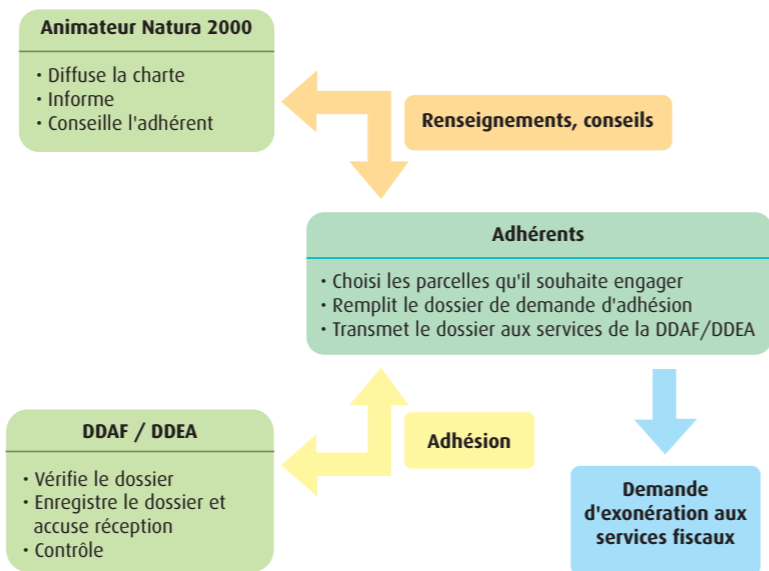 Animateur Natura 2000
• Diffuse la charte
• Informe
• Conseille l'adhérent
Renseignements, conseils
Adhérents
• Choisi les parcelles qu'il souhaite engager
• Remplit le dossier de demande d'adhésion
• Transmet le dossier aux services de la DDAF/DDEA
DDAF / DDEA
• Vérifie le dossier
• Enregistre le dossier et
accuse réception
• Contrôle
Adhésion
Demande
d'exonération aux
services fiscaux